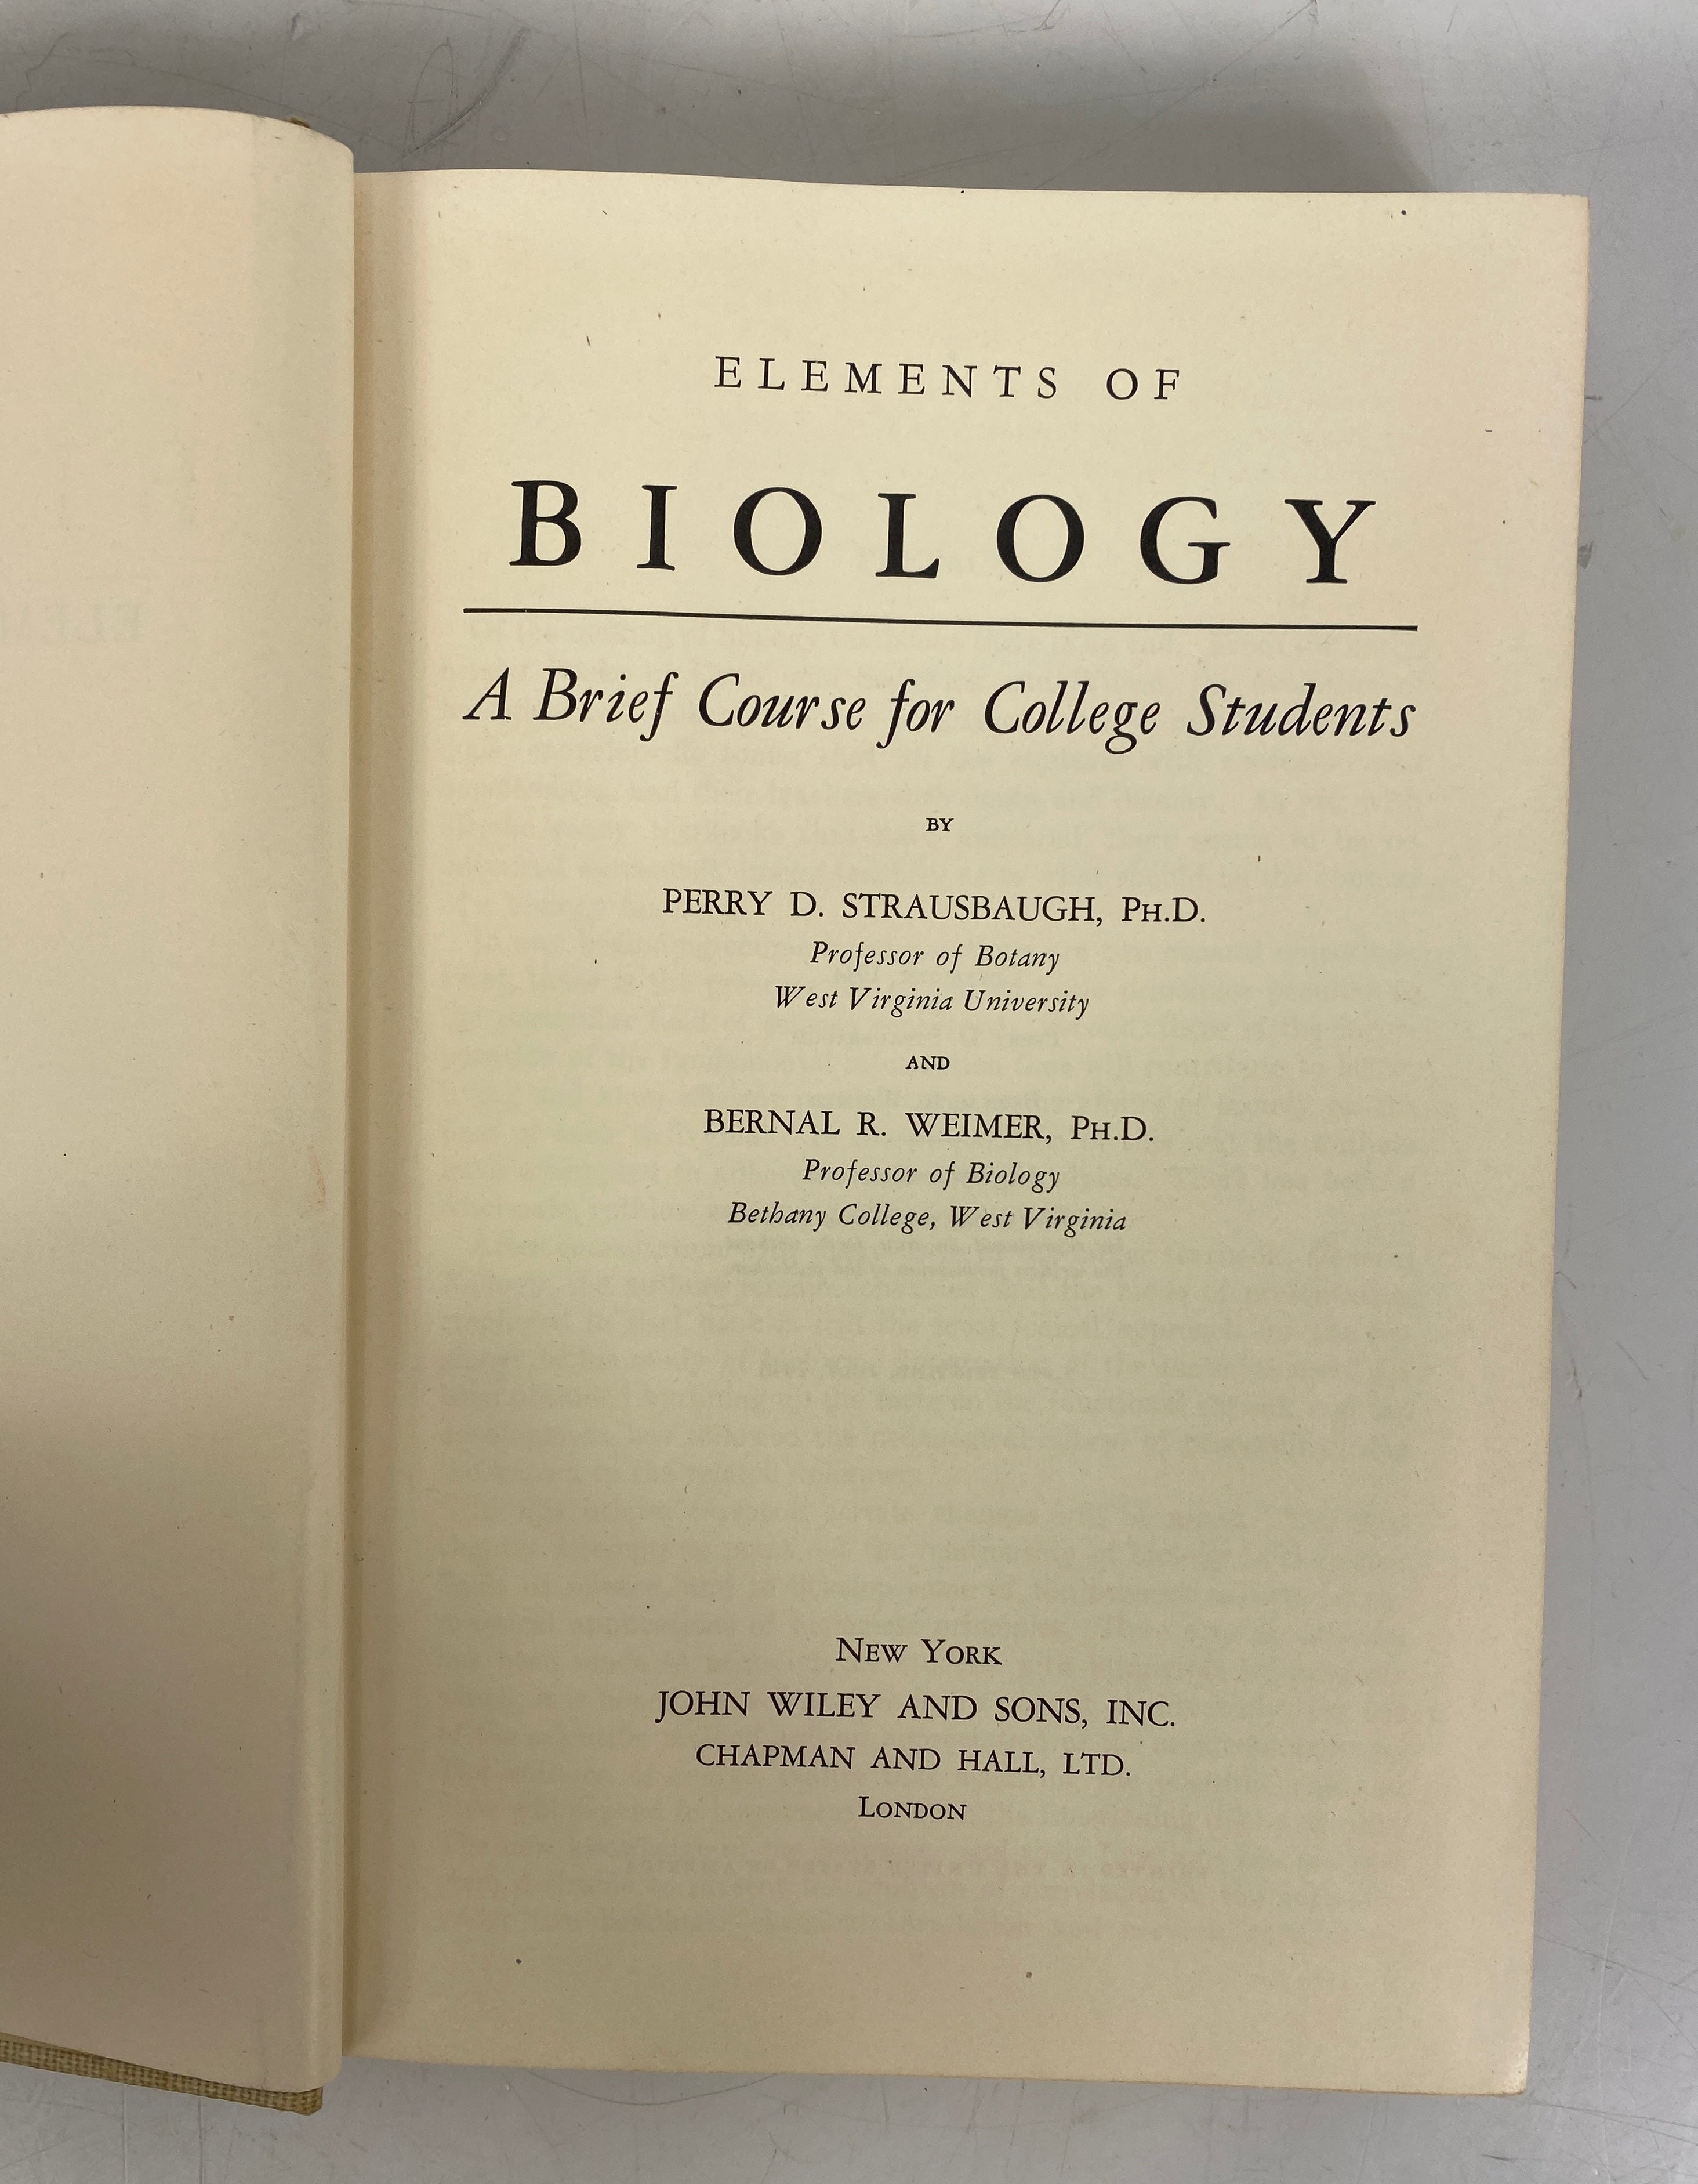 ELEMENTS OF
BIOLOGY
A Brief Course for College Students
BY
PERRY D. STRAUSBAUGH, PH.D.
Professor of Botany
West Virginia University
AND
BERNAL R. WEIMER, PH.D.
Professor of Biology
Bethany College, West Virginia
NEW YORK
JOHN WILEY AND SONS, INC.
CHAPMAN AND HALL, LTD.
LONDON